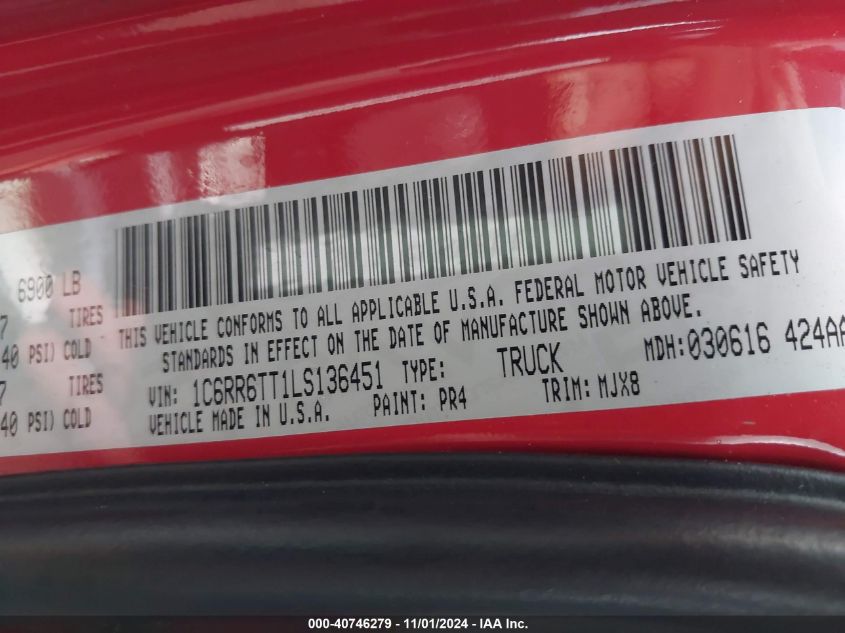 6900 LB
7 TIRES
40 PSI) COLD
7 TIRES
40 PSI) COLD
THIS VEHICLE CONFORMS TO ALL APPLICABLE U.S.A. FEDERAL MOTOR VEHICLE SAFETY
STANDARDS IN EFFECT ON THE DATE OF MANUFACTURE SHOWN ABOVE.
VIN: 1C6RR6TT1LS136451 TYPE: TRUCK MDH:030616 424AA
VEHICLE MADE IN U.S.A. PAINT: PR4 TRIM: MJX8
000-40746279 - 11/01/2024 - IAA Inc.